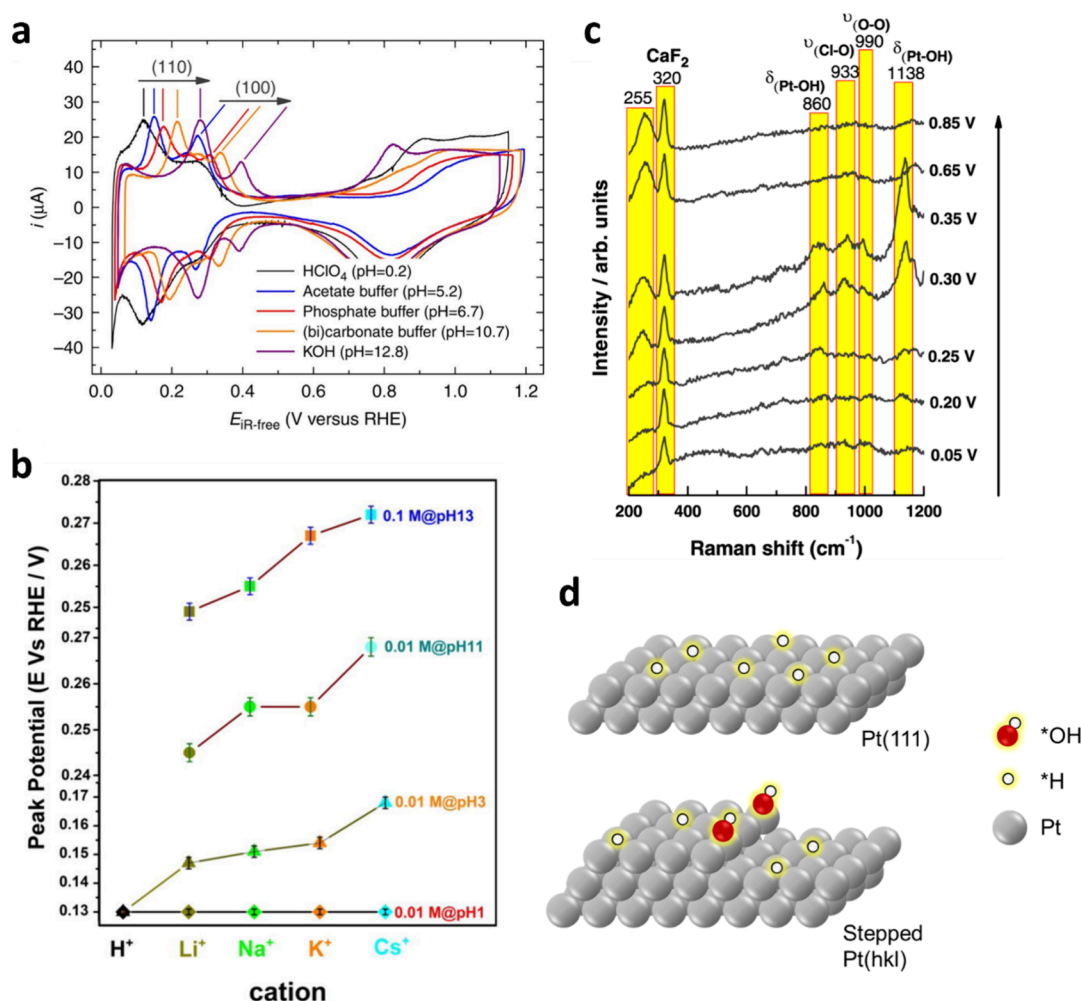 a
(110)
(100)
50
40
30
20
10
0
−10
−20
−30
−40
i (μA)
HClO4 (pH=0.2)
Acetate buffer (pH=5.2)
Phosphate buffer (pH=6.7)
(bi)carbonate buffer (pH=10.7)
KOH (pH=12.8)
0.0 0.2 0.4 0.6 0.8 1.0 1.2
EiR-free (V versus RHE)
b
0.28
0.27
0.26
0.25
0.27
0.26
0.25
0.24
0.17
0.16
0.15
0.14
0.13
Peak Potential (E Vs RHE / V)
0.1 M@pH13
0.01 M@pH11
0.01 M@pH3
0.01 M@pH1
H+ Li+ Na+ K+ Cs+
cation
c
CaF2
255
320
δ(Pt-OH)
860
υ(Cl-O)
933
υ(O-O)
990
δ(Pt-OH)
1138
0.85 V
0.65 V
0.35 V
0.30 V
0.25 V
0.20 V
0.05 V
Intensity / arb. units
200 400 600 800 1000 1200
Raman shift (cm-1)
d
Pt(111)
*OH
*H
Pt
Stepped
Pt(hkl)